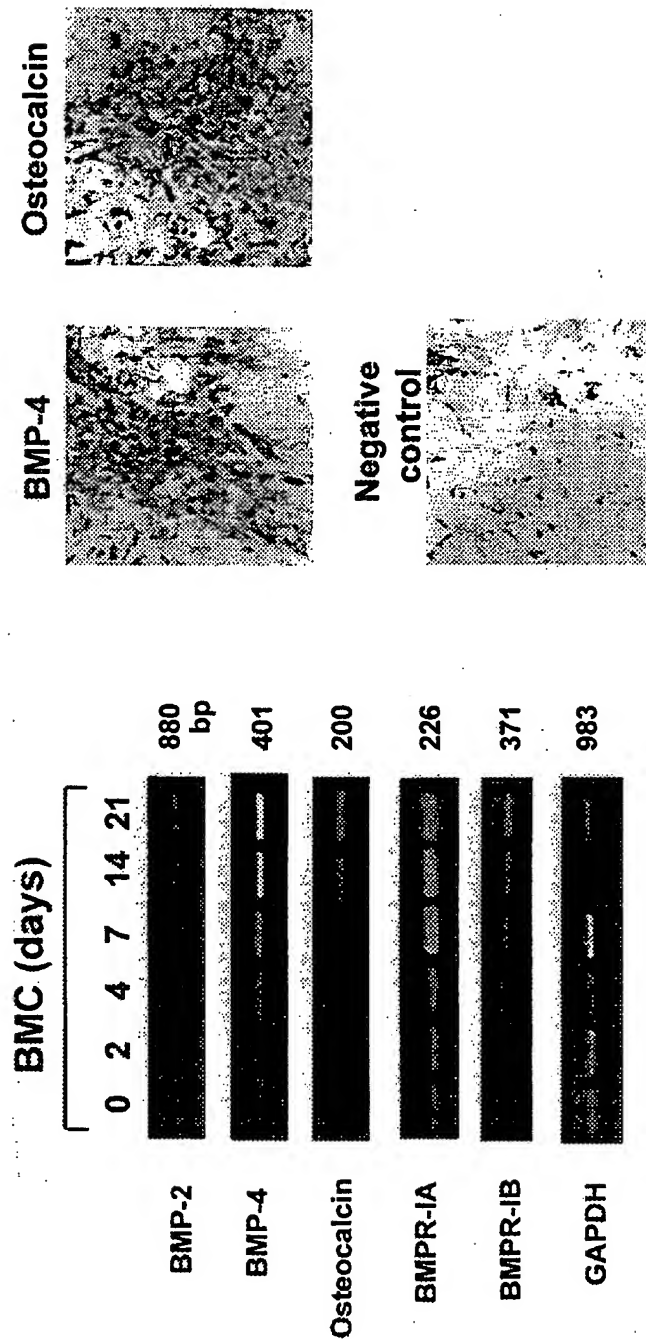 BMC (days)
0 2 4 7 14 21
BMP-2 880
bp
BMP-4 401
Osteocalcin 200
BMPR-IA 226
BMPR-IB 371
GAPDH 983
BMP-4
Osteocalcin
Negative
control